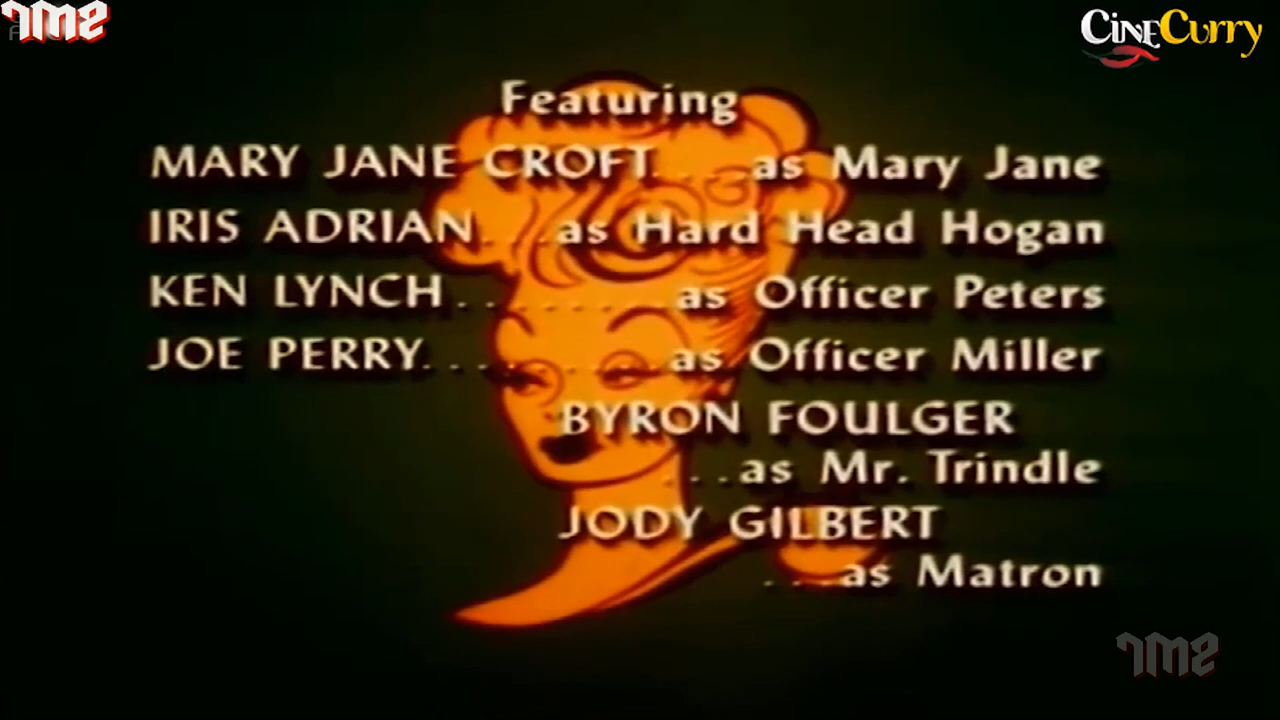 CineCurry
Featuring
MARY JANE CROFT. . . .as Mary Jane
IRIS ADRIAN. . .as Hard Head Hogan
KEN LYNCH. . . . . . . .as Officer Peters
JOE PERRY. . . . . . . . .as Officer Miller
BYRON FOULGER
. . .as Mr. Trindle
JODY GILBERT
. . .as Matron